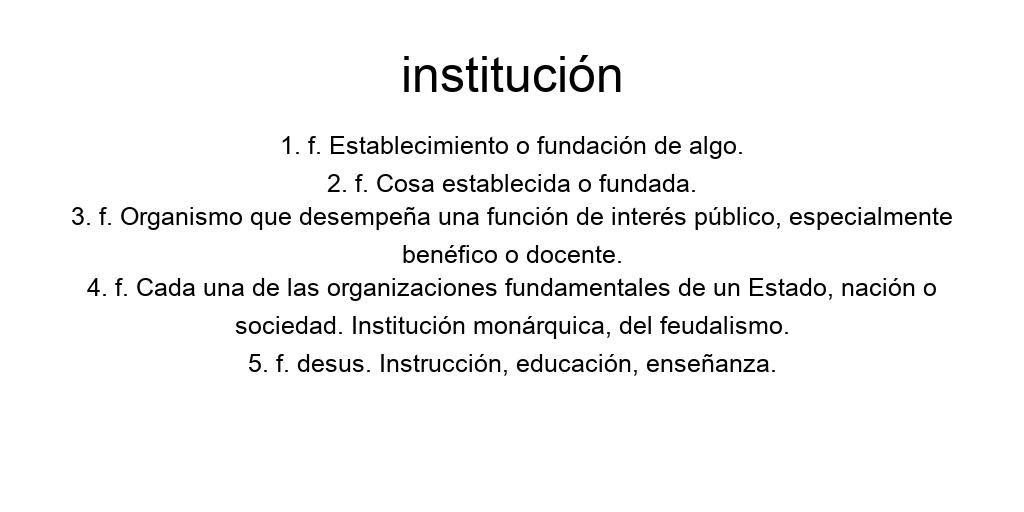 institución
1. f. Establecimiento o fundación de algo.
2. f. Cosa establecida o fundada.
3. f. Organismo que desempeña una función de interés público, especialmente
benéfico o docente.
4. f. Cada una de las organizaciones fundamentales de un Estado, nación o
sociedad. Institución monárquica, del feudalismo.
5. f. desus. Instrucción, educación, enseñanza.